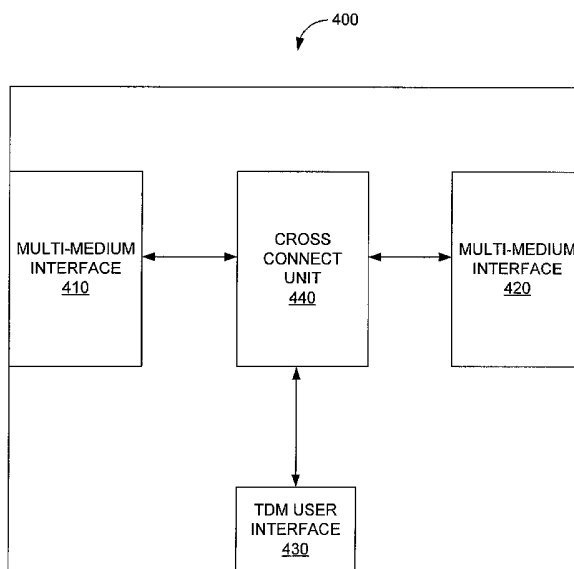 400
MULTI-MEDIUM
INTERFACE
410
CROSS
CONNECT
UNIT
440
MULTI-MEDIUM
INTERFACE
420
TDM USER
INTERFACE
430